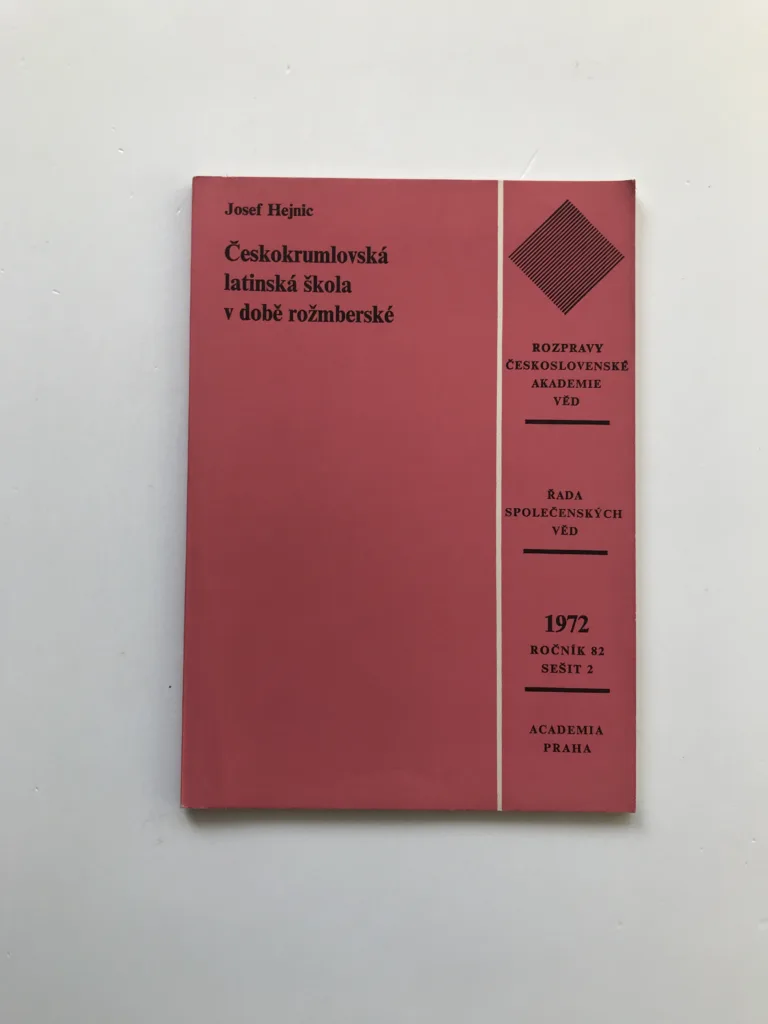 Josef Hejnic
Českokrumlovská
latinská škola
v době rožmberské
ROZPRAVY
ČESKOSLOVENSKÉ
AKADEMIE
VĚD
ŘADA
SPOLEČENSKÝCH
VĚD
1972
ROČNÍK 82
SEŠIT 2
ACADEMIA
PRAHA